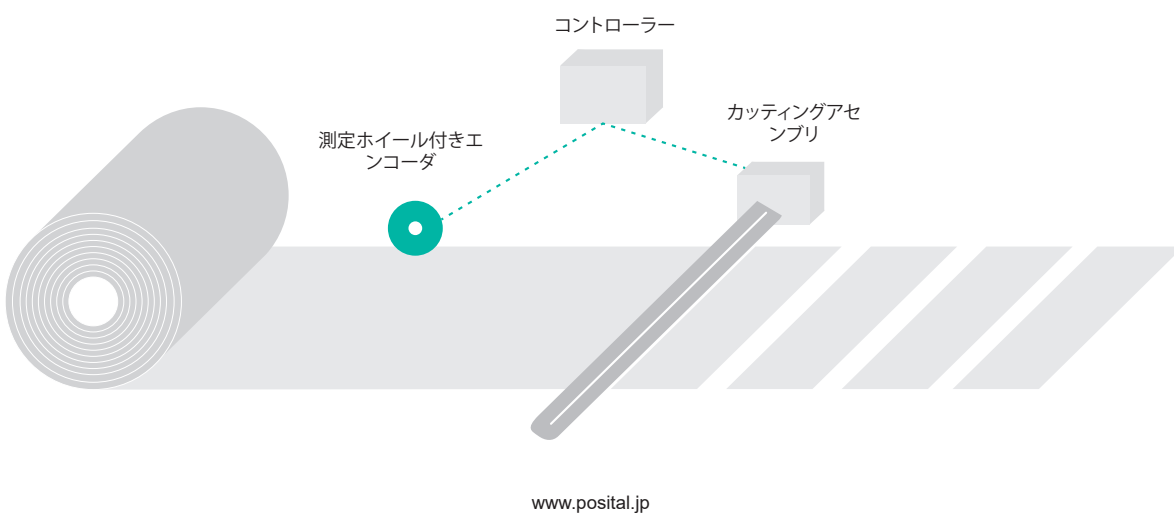 コントローラー
カッティングアセ
ンブリ
測定ホイール付きエ
ンコーダ
www.posital.jp